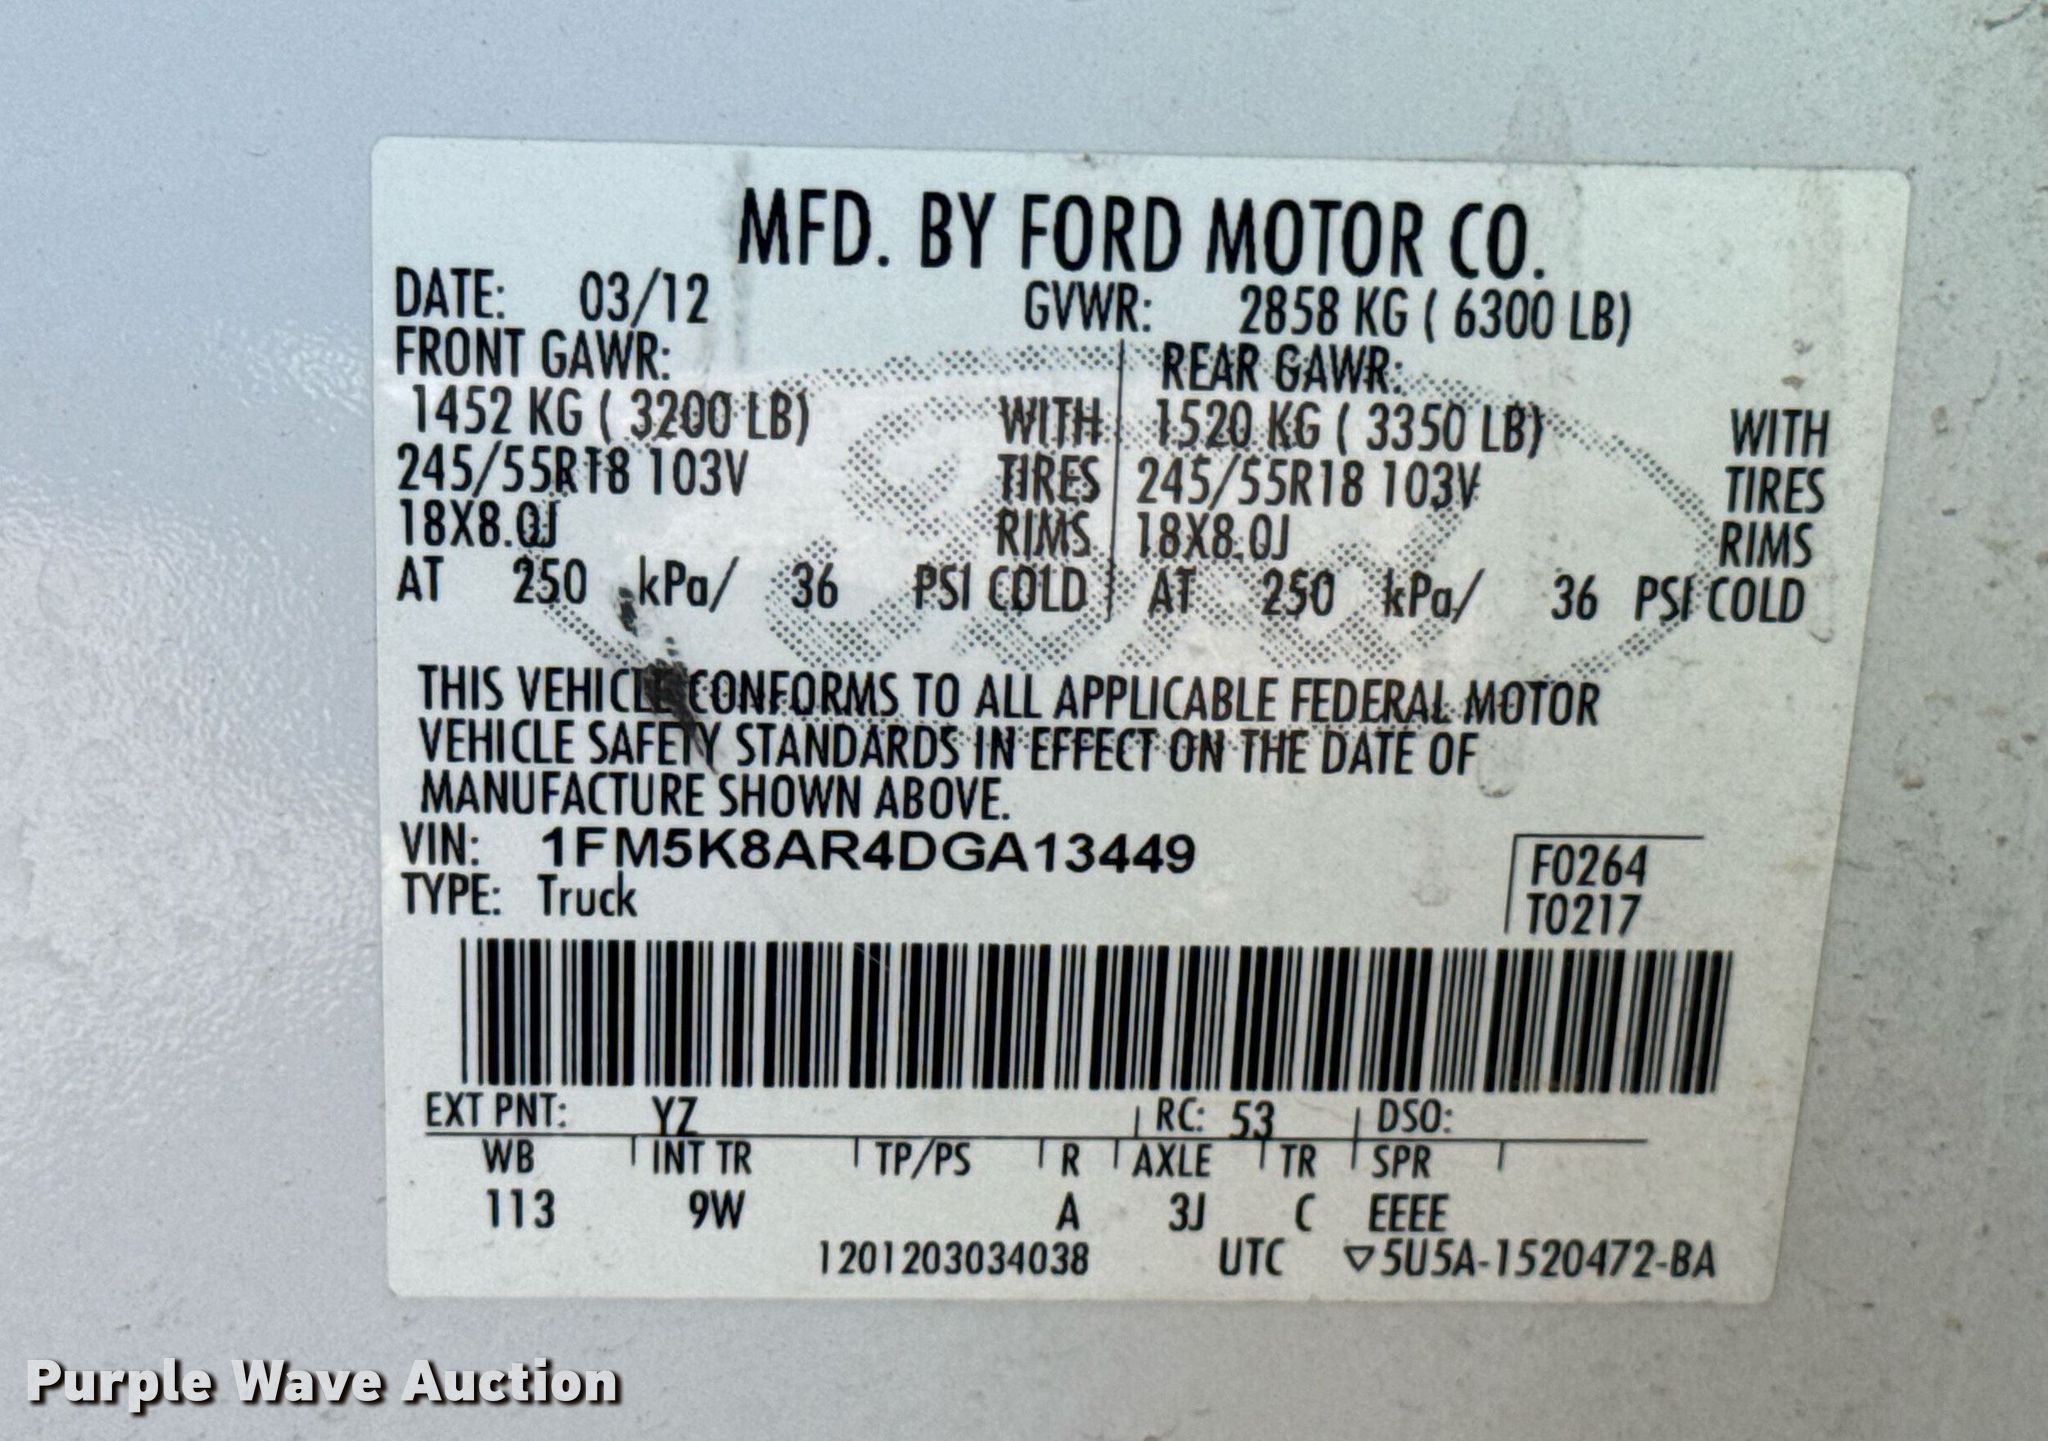 MFD. BY FORD MOTOR CO.
DATE: 03/12 GVWR: 2858 KG ( 6300 LB)
FRONT GAWR: REAR GAWR:
1452 KG ( 3200 LB) WITH 1520 KG ( 3350 LB) WITH
245/55R18 103V TIRES 245/55R18 103V TIRES
18X8.0J RIMS 18X8.0J RIMS
AT 250 kPa/ 36 PSI COLD AT 250 kPa/ 36 PSI COLD
THIS VEHICLE CONFORMS TO ALL APPLICABLE FEDERAL MOTOR
VEHICLE SAFETY STANDARDS IN EFFECT ON THE DATE OF
MANUFACTURE SHOWN ABOVE.
VIN: 1FM5K8AR4DGA13449
TYPE: Truck
F0264
T0217
EXT PNT: YZ RC: 53 DSO:
WB INT TR TP/PS R AXLE TR SPR
113 9W A 3J C EEEE
1201203034038 UTC ▽5U5A-1520472-BA
Purple Wave Auction